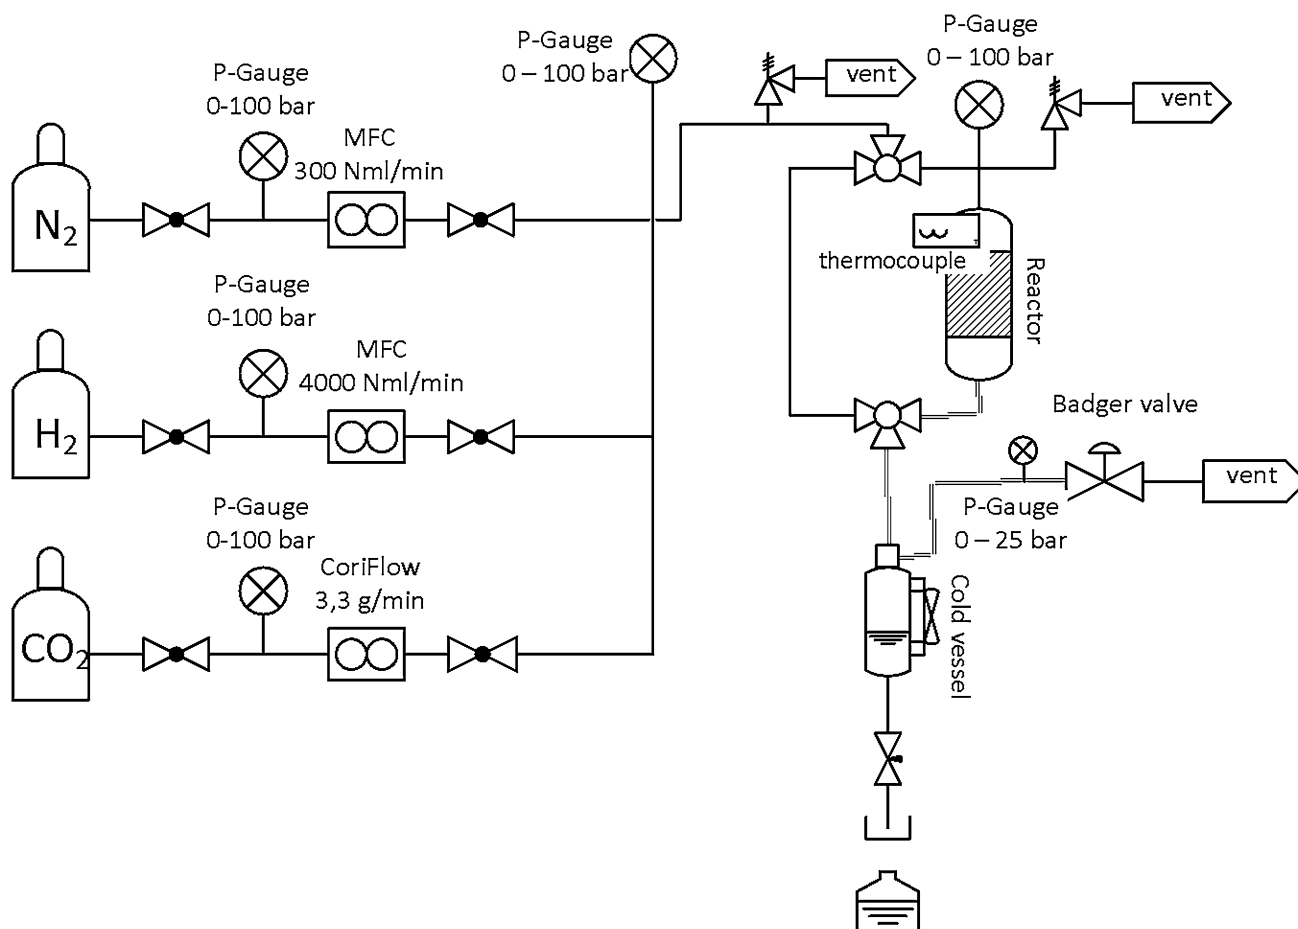 P-Gauge
0-100 bar
P-Gauge
0 – 100 bar
vent
P-Gauge
0 – 100 bar
vent
N2
MFC
300 Nml/min
thermocouple
Reactor
P-Gauge
0-100 bar
H2
MFC
4000 Nml/min
Badger valve
vent
P-Gauge
0 – 25 bar
P-Gauge
0-100 bar
CO2
CoriFlow
3,3 g/min
Cold vessel